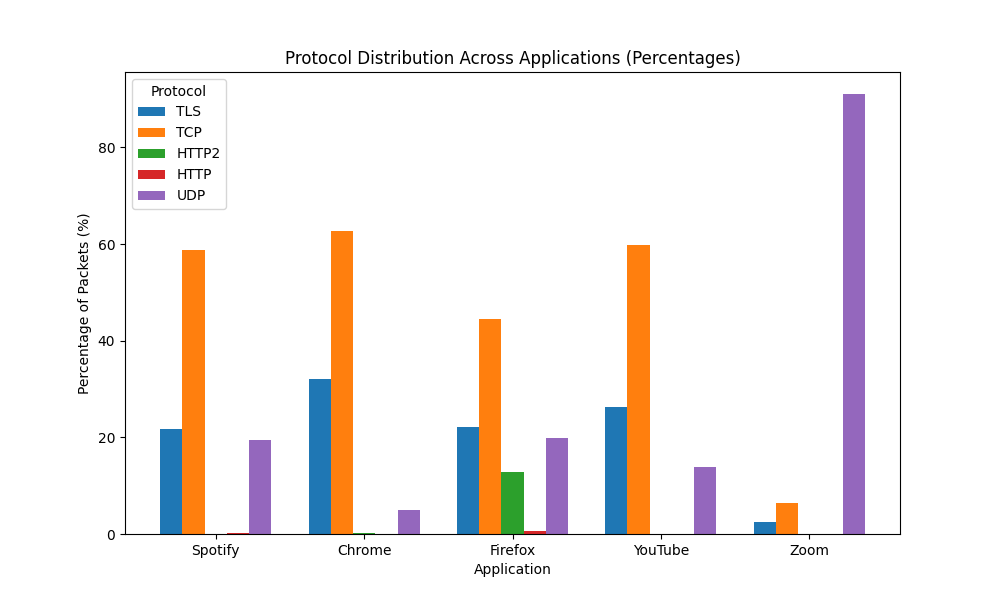 Protocol Distribution Across Applications (Percentages)
Protocol
TLS
TCP
HTTP2
HTTP
UDP
Percentage of Packets (%)
80
60
40
20
0
Spotify Chrome Firefox YouTube Zoom
Application